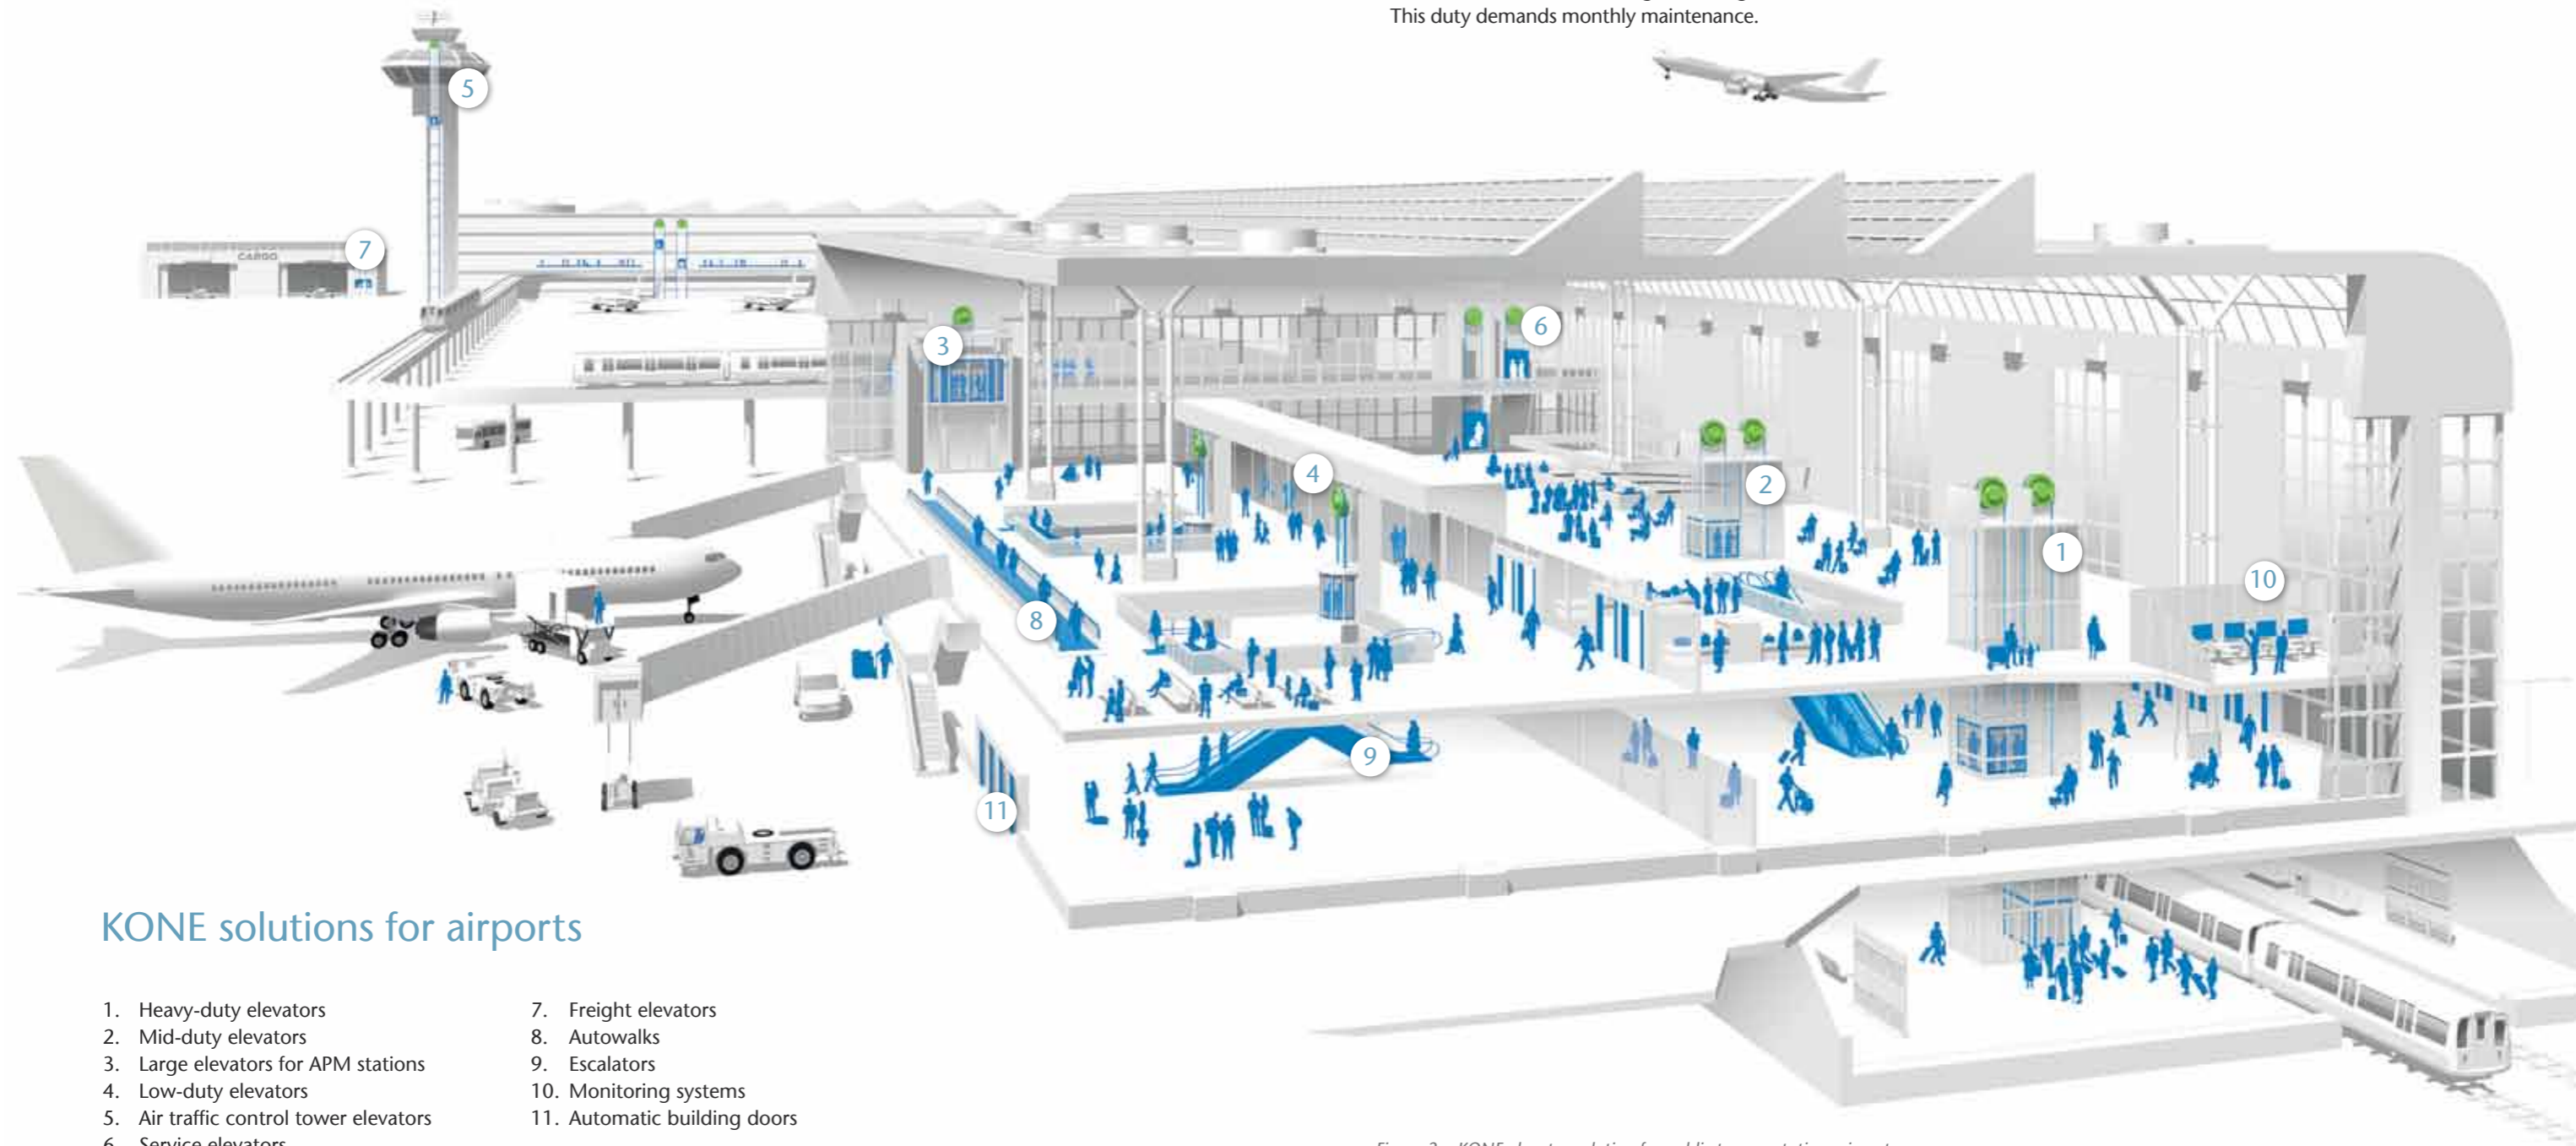 This duty demands monthly maintenance.
5
7
CARGO
3
6
4
2
1
10
8
9
11
KONE solutions for airports
1. Heavy-duty elevators
2. Mid-duty elevators
3. Large elevators for APM stations
4. Low-duty elevators
5. Air traffic control tower elevators
6. Service elevators
7. Freight elevators
8. Autowalks
9. Escalators
10. Monitoring systems
11. Automatic building doors